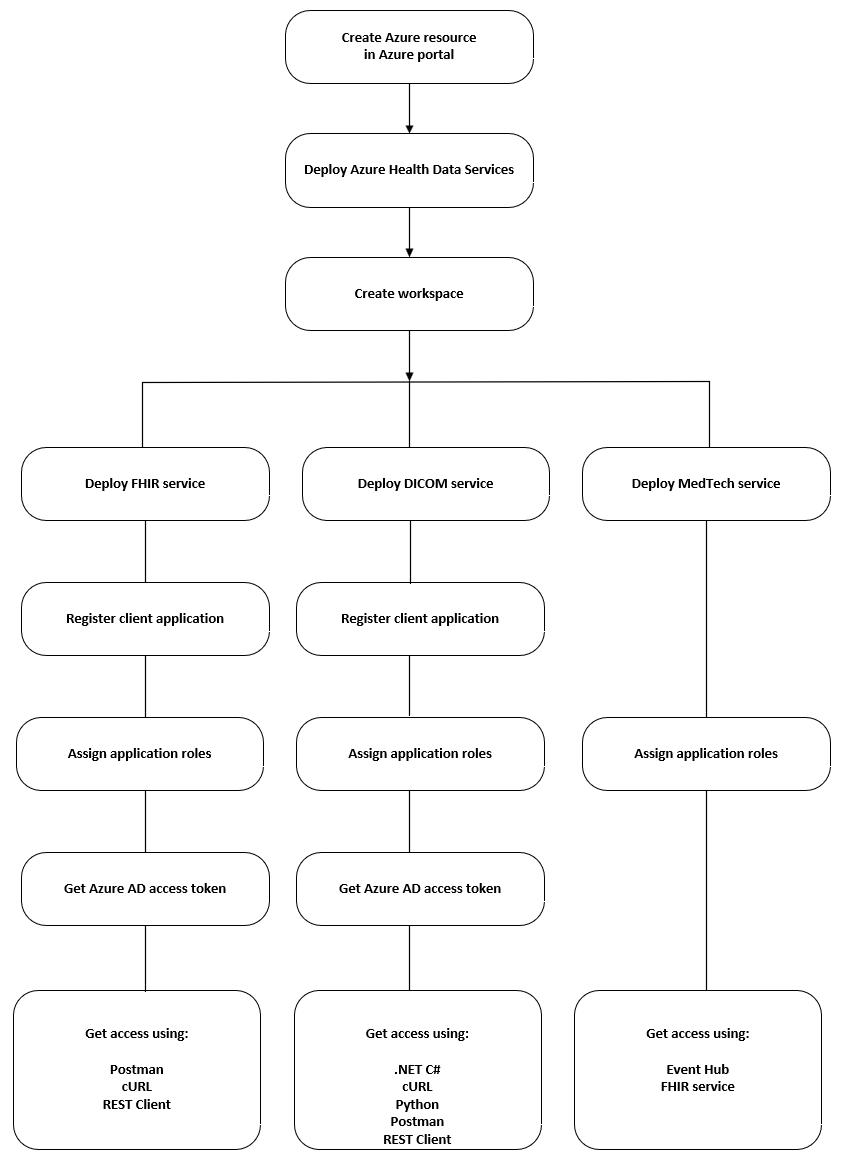 Create Azure resource
in Azure portal
Deploy Azure Health Data Services
Create workspace
Deploy FHIR service
Deploy DICOM service
Deploy MedTech service
Register client application
Register client application
Assign application roles
Assign application roles
Assign application roles
Get Azure AD access token
Get Azure AD access token
Get access using:
Postman
cURL
REST Client
Get access using:
.NET C#
cURL
Python
Postman
REST Client
Get access using:
Event Hub
FHIR service